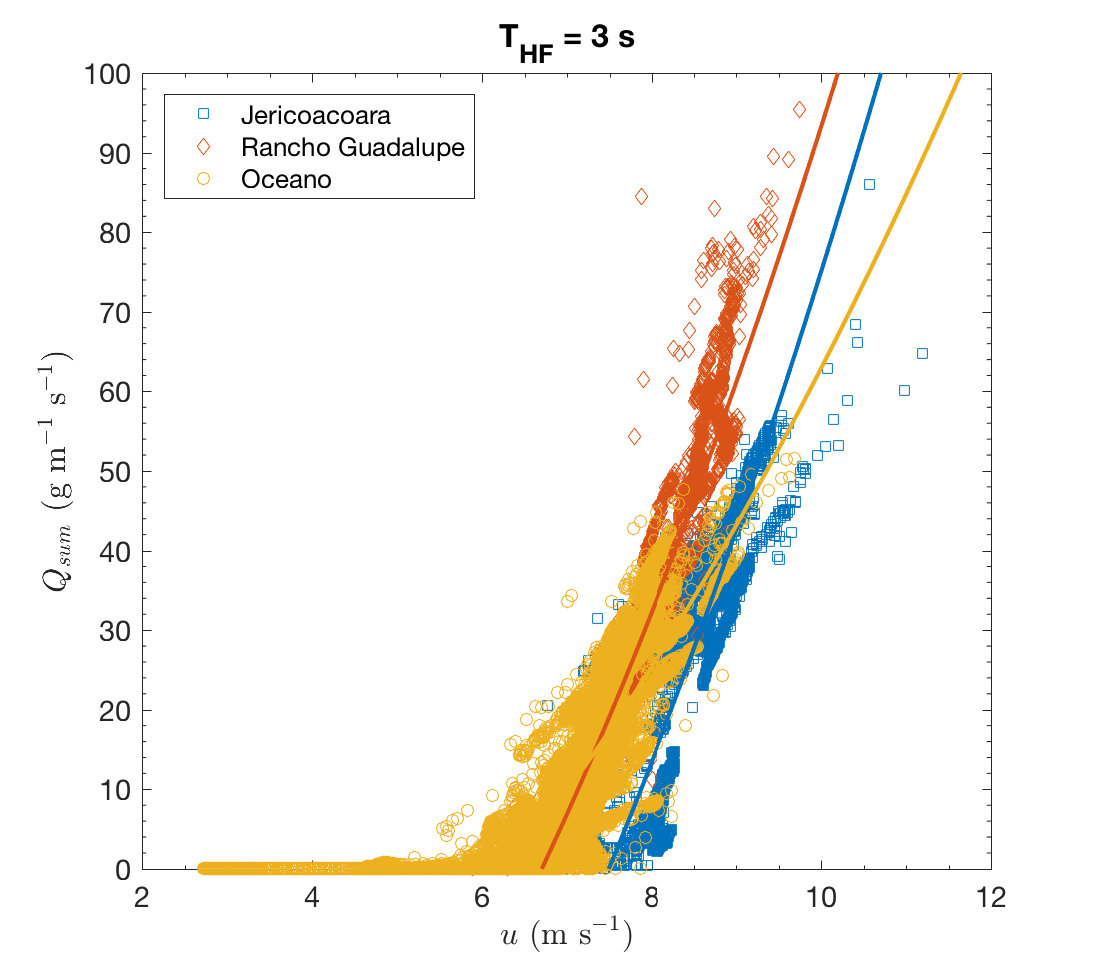 T_HF = 3 s
100
90
80
70
60
50
40
30
20
10
0
Q_sum (g m⁻¹ s⁻¹)
Jericoacoara
Rancho Guadalupe
Oceano
2 4 6 8 10 12
u (m s⁻¹)